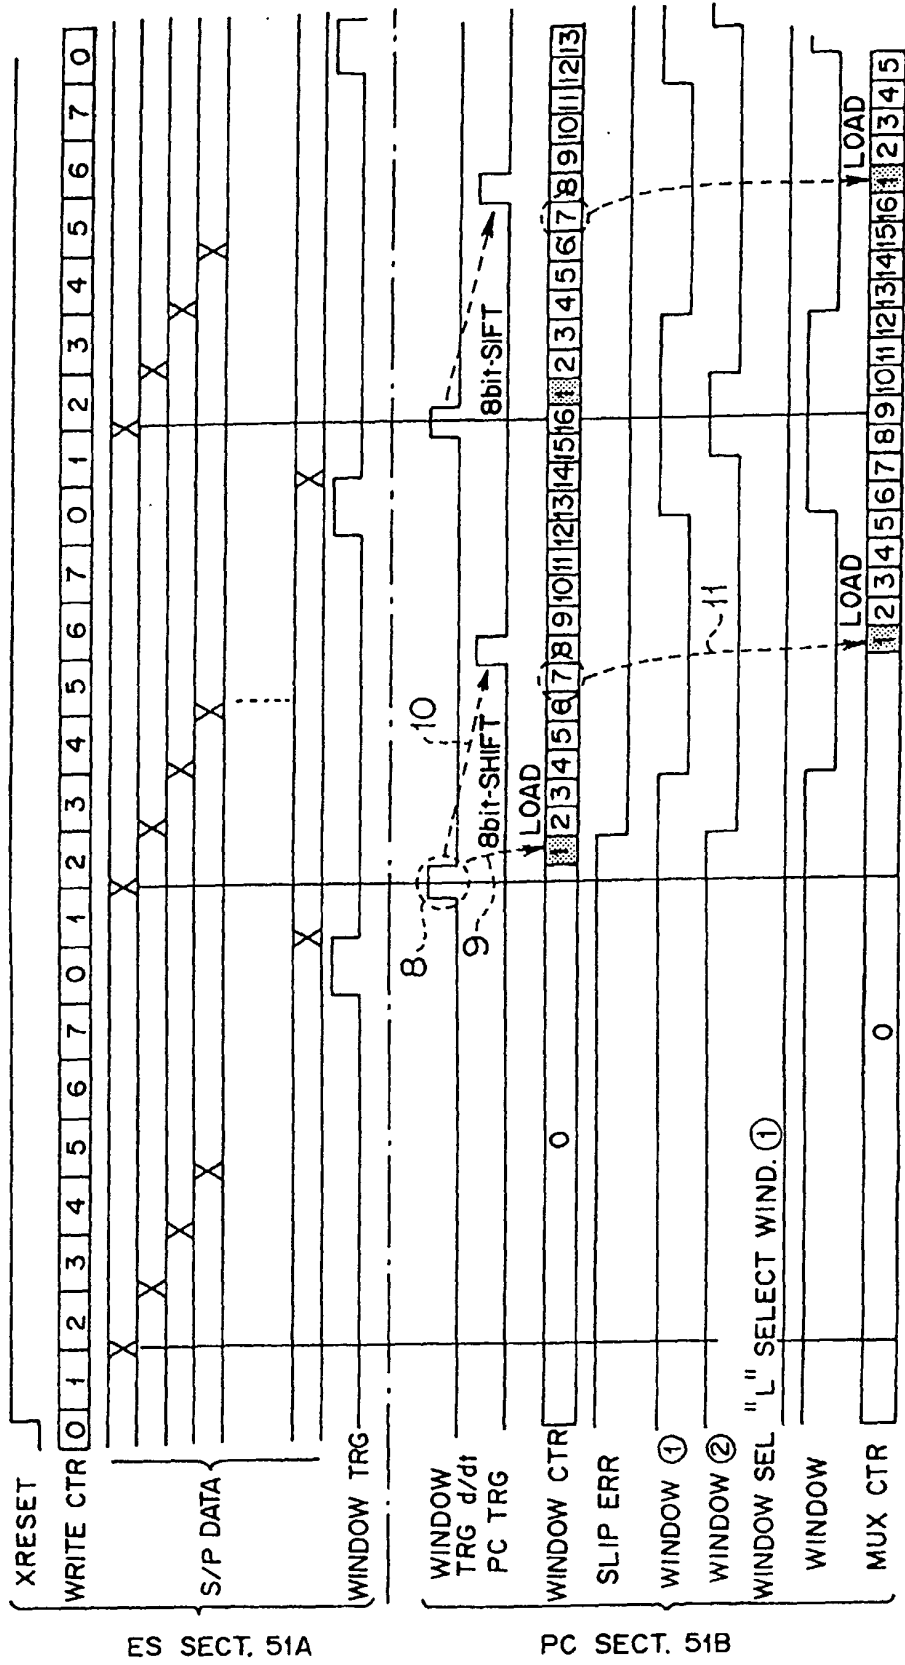 XRESET
WRITE CTR 0 1 2 3 4 5 6 7 0 1 2 3 4 5 6 7 0 1 2 3 4 5 6 7 0
S/P DATA
WINDOW TRG
ES SECT. 51A
WINDOW
TRG d/dt
8
PC TRG
9
8bit-SHIFT
10
8bit-SIFT
LOAD
WINDOW CTR 0 1 2 3 4 5 6 7 8 9 10 11 12 13 14 15 16 1 2 3 4 5 6 7 8 9 10 11 12 13
SLIP ERR
WINDOW ①
WINDOW ②
11
WINDOW SEL "L" SELECT WIND. ①
WINDOW
LOAD
LOAD
MUX CTR 0 1 2 3 4 5 6 7 8 9 10 11 12 13 14 15 16 1 2 3 4 5
PC SECT. 51B